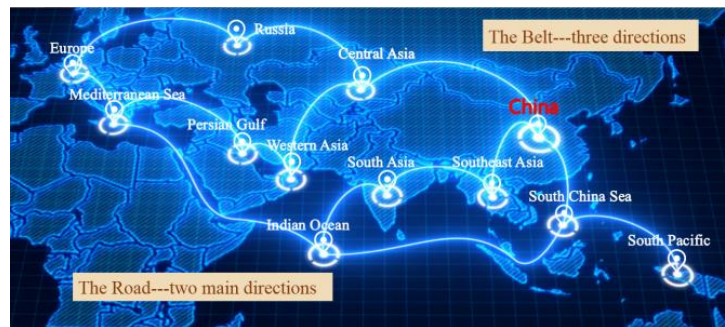 Russia
The Belt---three directions
Europe
Central Asia
Mediterranean Sea
China
Persian Gulf
Western Asia
South Asia
Southeast Asia
South China Sea
Indian Ocean
South Pacific
The Road---two main directions